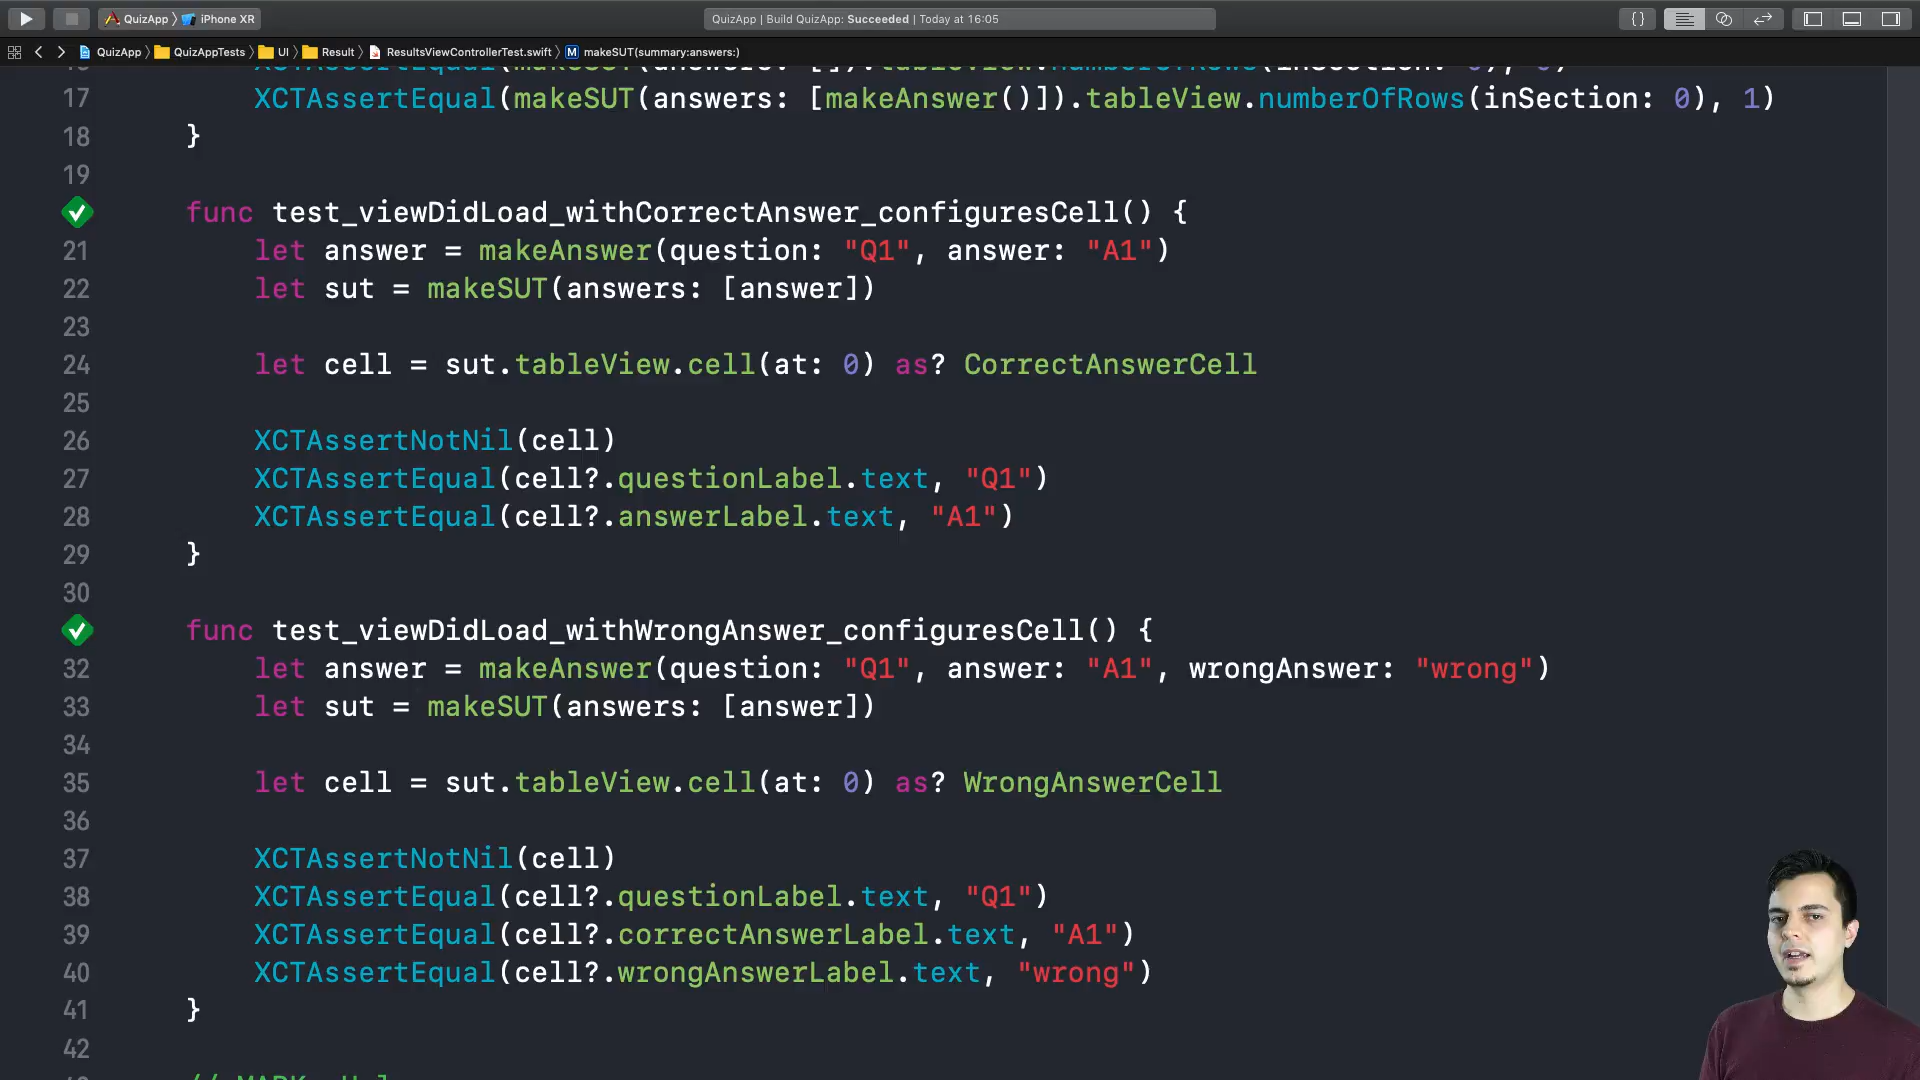 QuizApp iPhone XR
QuizApp | Build QuizApp: Succeeded | Today at 16:05
QuizApp QuizAppTests UI Result ResultsViewControllerTest.swift M makeSUT(summary:answers:)
17 XCTAssertEqual(makeSUT(answers: [makeAnswer()]).tableView.numberOfRows(inSection: 0), 1)
18 }
19
func test_viewDidLoad_withCorrectAnswer_configuresCell() {
21 let answer = makeAnswer(question: "Q1", answer: "A1")
22 let sut = makeSUT(answers: [answer])
23
24 let cell = sut.tableView.cell(at: 0) as? CorrectAnswerCell
25
26 XCTAssertNotNil(cell)
27 XCTAssertEqual(cell?.questionLabel.text, "Q1")
28 XCTAssertEqual(cell?.answerLabel.text, "A1")
29 }
30
func test_viewDidLoad_withWrongAnswer_configuresCell() {
32 let answer = makeAnswer(question: "Q1", answer: "A1", wrongAnswer: "wrong")
33 let sut = makeSUT(answers: [answer])
34
35 let cell = sut.tableView.cell(at: 0) as? WrongAnswerCell
36
37 XCTAssertNotNil(cell)
38 XCTAssertEqual(cell?.questionLabel.text, "Q1")
39 XCTAssertEqual(cell?.correctAnswerLabel.text, "A1")
40 XCTAssertEqual(cell?.wrongAnswerLabel.text, "wrong")
41 }
42